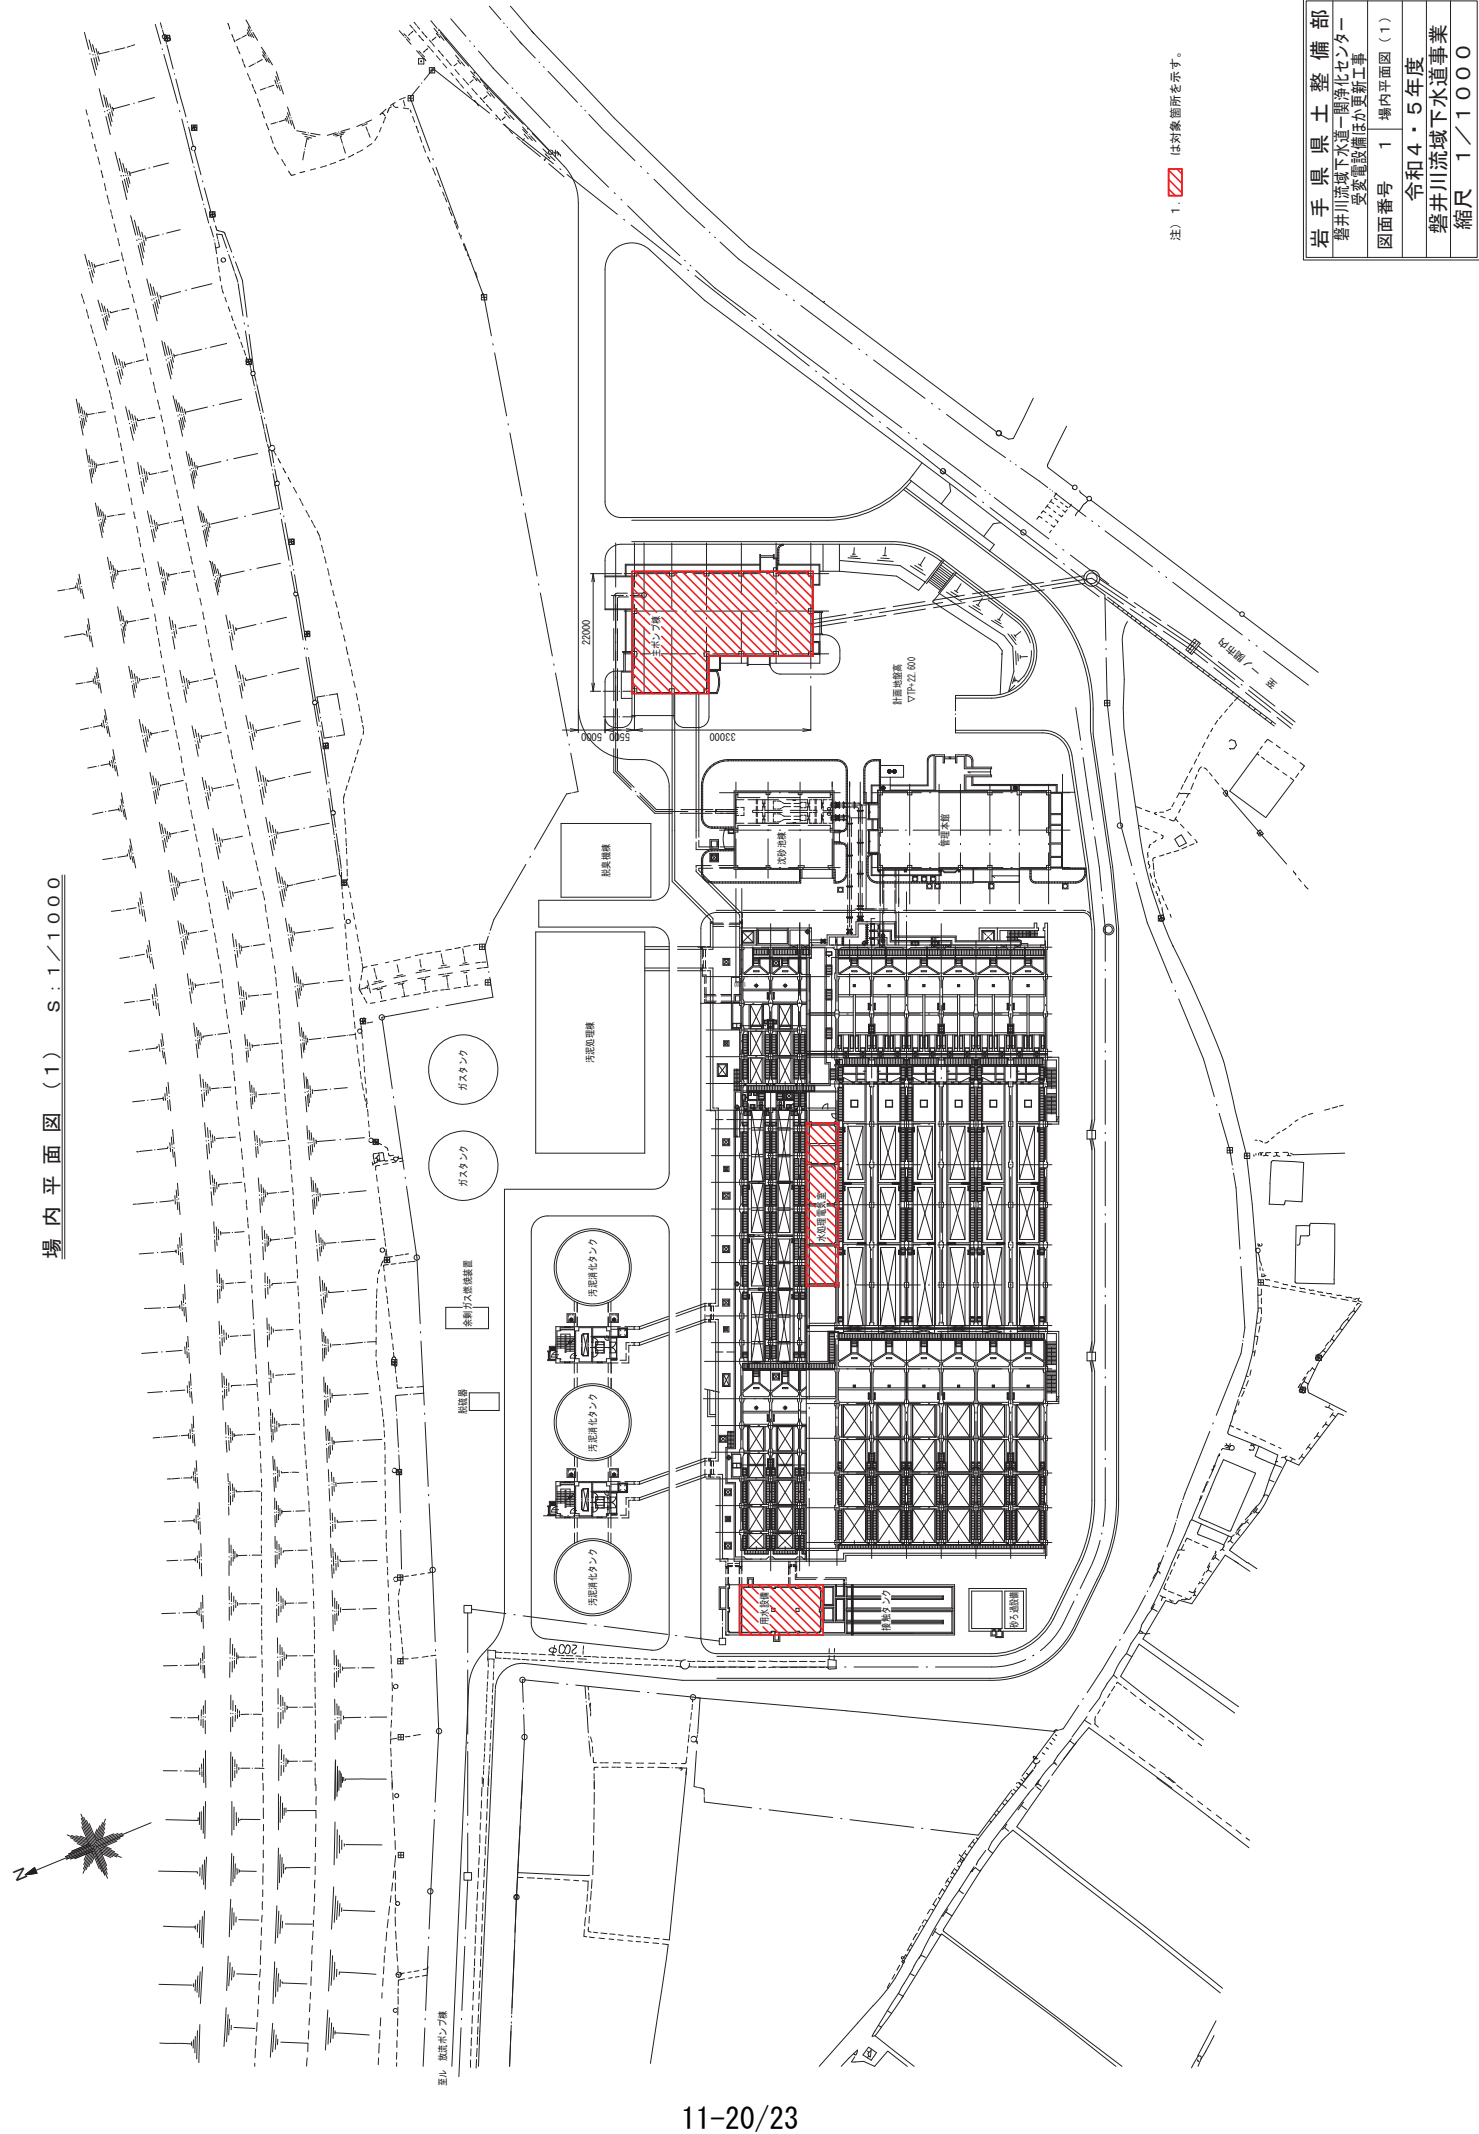 場内平面図（1）　S：1/1000
注）1. は対象箇所を示す。
岩手県県土整備部
磐井川流域下水道一関浄化センター
受変電設備ほか更新工事
図面番号　1　場内平面図（1）
令和4・5年度
磐井川流域下水道事業
縮尺　1／1000
主ポンプ棟
22000
5000
5500
33000
計画地盤高
▽TP+22.600
至　一関市内
脱臭機棟
沈砂池棟
管理本館
汚泥処理棟
ガスタンク
ガスタンク
水処理電気室
余剰ガス燃焼装置
脱硫器
汚泥消化タンク
汚泥消化タンク
汚泥消化タンク
用水設備
接触タンク
砂ろ過設備
1200φ
N
放流ポンプ棟
11-20/23